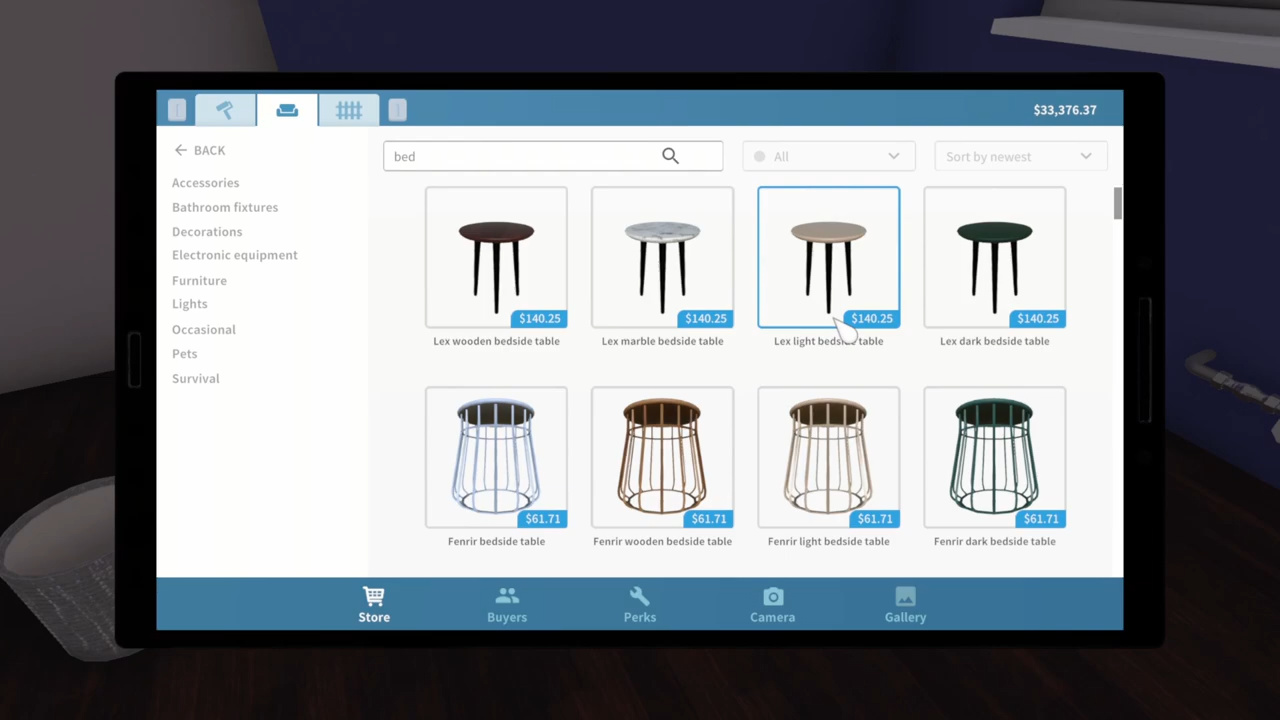 $33,376.37
BACK
bed
All
Sort by newest
Accessories
Bathroom fixtures
Decorations
Electronic equipment
Furniture
Lights
Occasional
Pets
Survival
$140.25
$140.25
$140.25
$140.25
Lex wooden bedside table
Lex marble bedside table
Lex light bedside table
Lex dark bedside table
$61.71
$61.71
$61.71
$61.71
Fenrir bedside table
Fenrir wooden bedside table
Fenrir light bedside table
Fenrir dark bedside table
Store
Buyers
Perks
Camera
Gallery